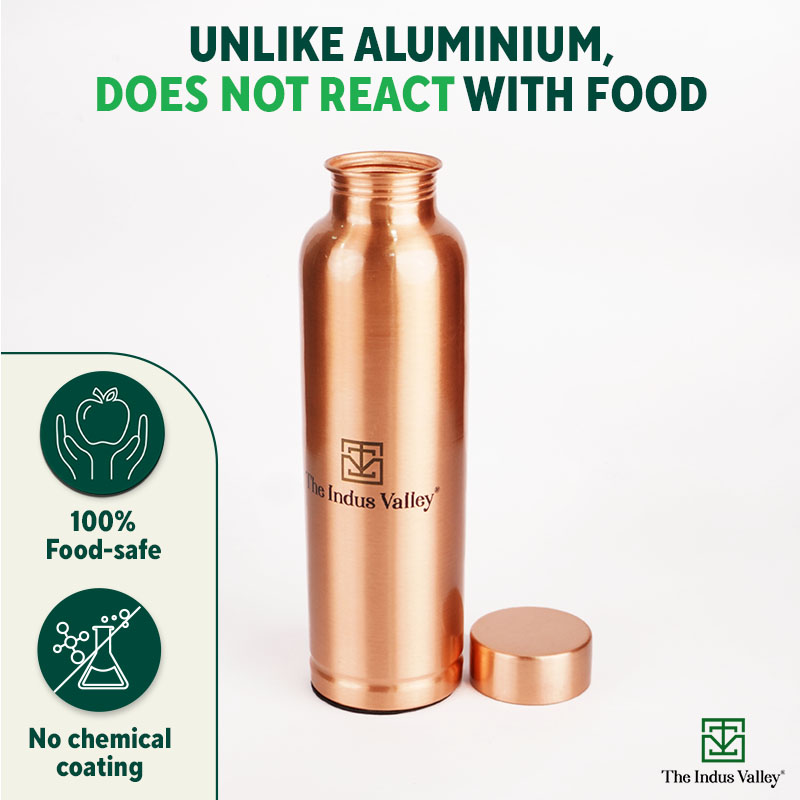 UNLIKE ALUMINIUM,
DOES NOT REACT WITH FOOD
The Indus Valley®
100%
Food-safe
No chemical
coating
The Indus Valley®